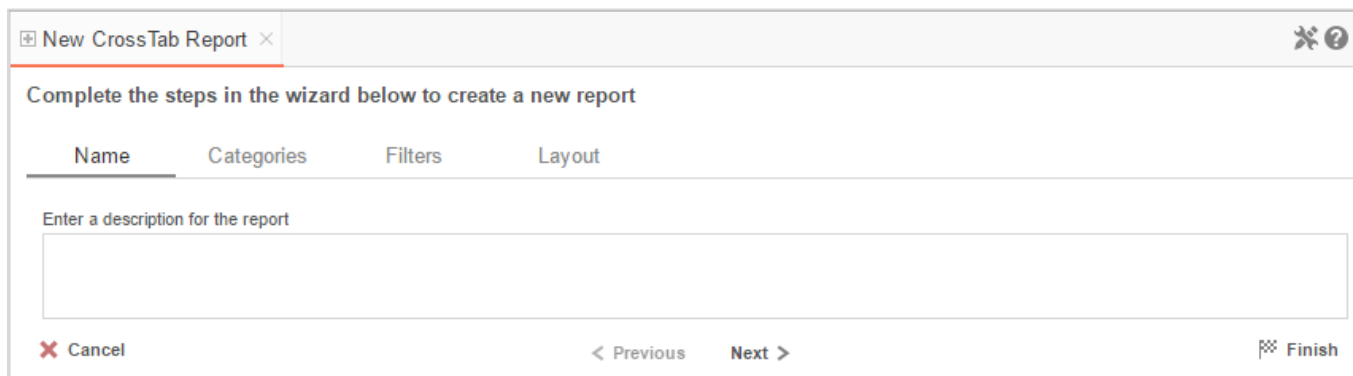 New CrossTab Report
Complete the steps in the wizard below to create a new report
Name Categories Filters Layout
Enter a description for the report
Cancel < Previous Next > Finish